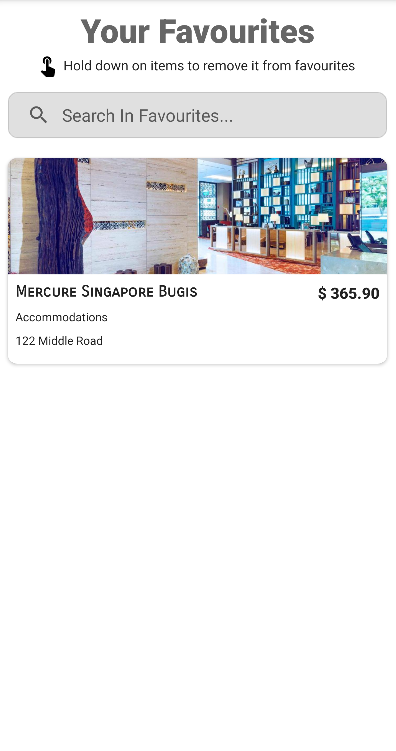 Your Favourites
Hold down on items to remove it from favourites
Search In Favourites...
Mercure Singapore Bugis
$ 365.90
Accommodations
122 Middle Road